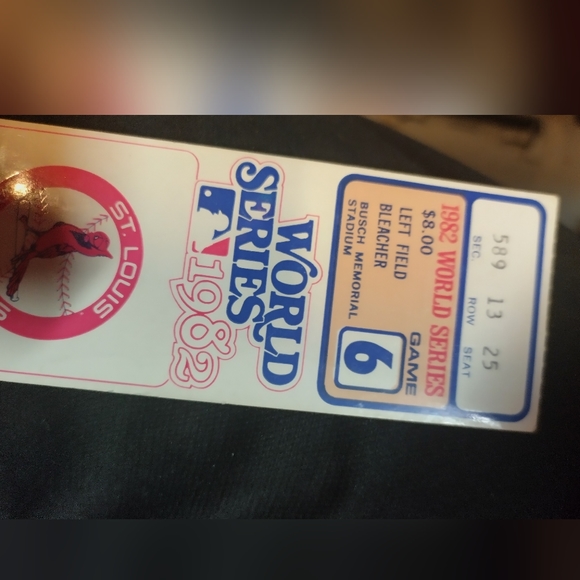 589 13 25
SEC. ROW SEAT
1982 WORLD SERIES
$8.00
GAME
6
LEFT FIELD
BLEACHER
BUSCH MEMORIAL
STADIUM
WORLD
SERIES
1982
ST. LOUIS